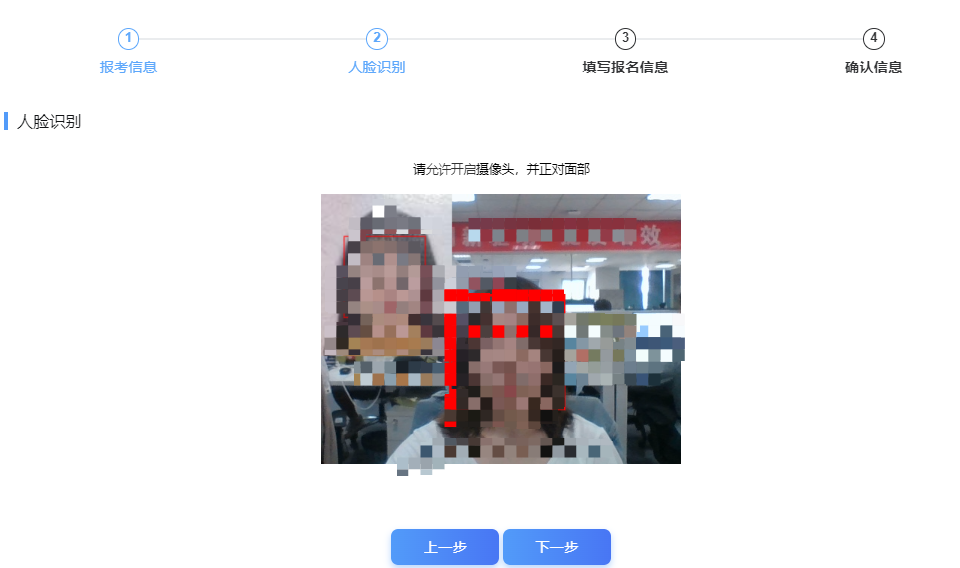 1 2 3 4
报考信息 人脸识别 填写报名信息 确认信息
人脸识别
请允许开启摄像头，并正对面部
上一步 下一步